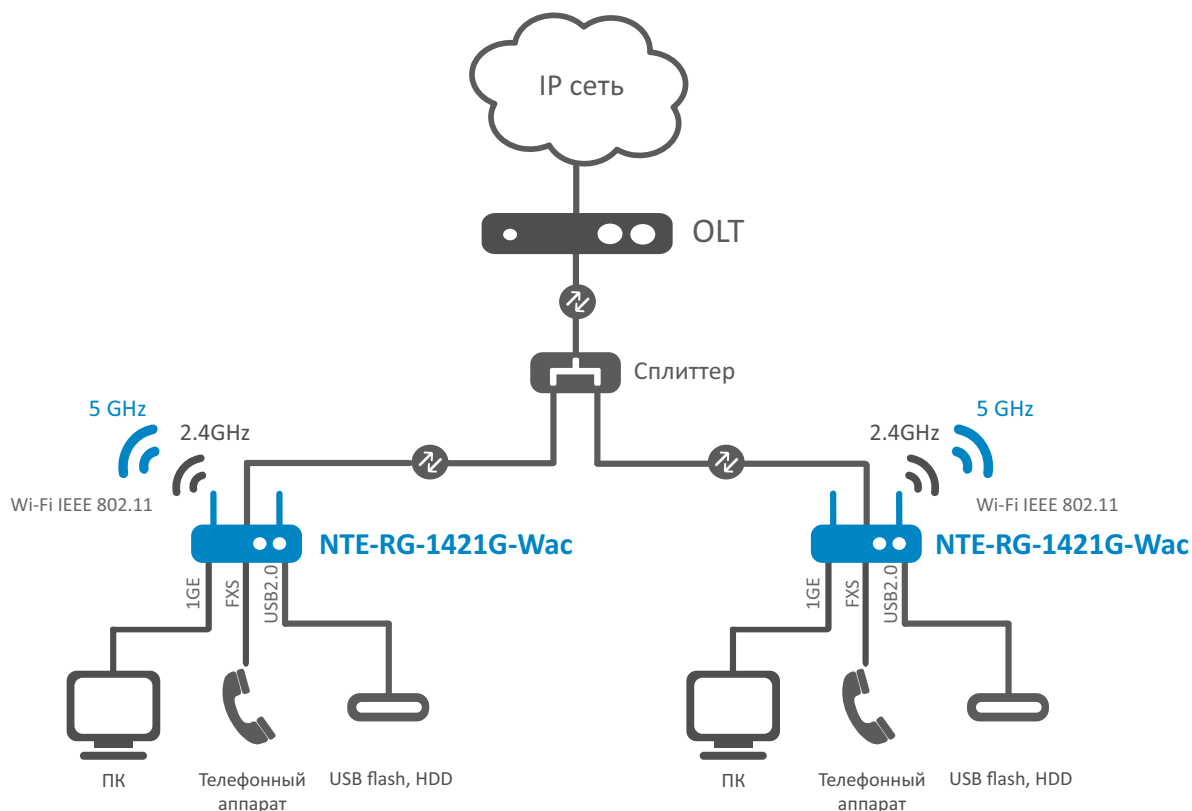 IP сеть
OLT
Сплиттер
5 GHz
2.4GHz
Wi-Fi IEEE 802.11
NTE-RG-1421G-Wac
1GE
FXS
USB2.0
ПК
Телефонный
аппарат
USB flash, HDD
5 GHz
2.4GHz
Wi-Fi IEEE 802.11
NTE-RG-1421G-Wac
1GE
FXS
USB2.0
ПК
Телефонный
аппарат
USB flash, HDD